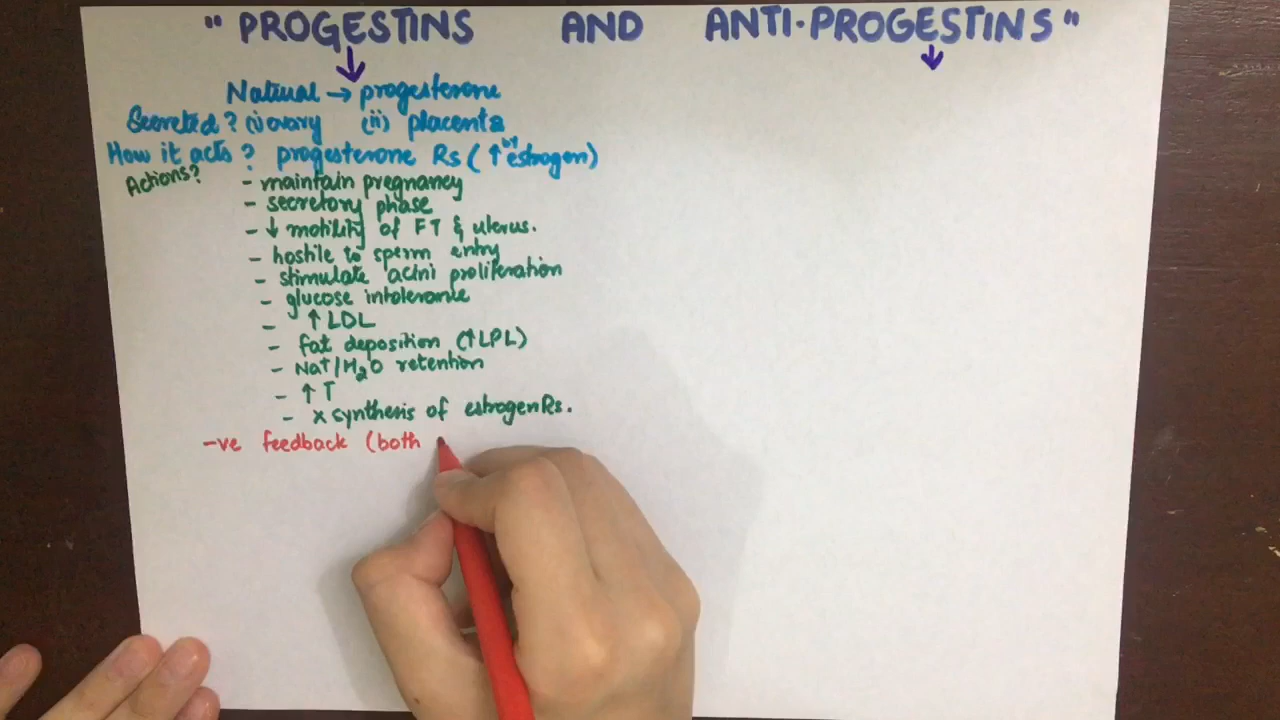 "PROGESTINS AND ANTI-PROGESTINS"
Natural → progesterone
Secreted? (i) ovary (ii) placenta
How it acts? progesterone Rs (↑ by estrogen)
Actions? - maintain pregnancy
- secretory phase
- ↓ motility of FT & uterus.
- hostile to sperm entry
- stimulate acini proliferation
- glucose intolerance
- ↑ LDL
- fat deposition (↑LPL)
- Na+/H2O retention
- ↑ T
- x synthesis of estrogen Rs.
-ve feedback (both